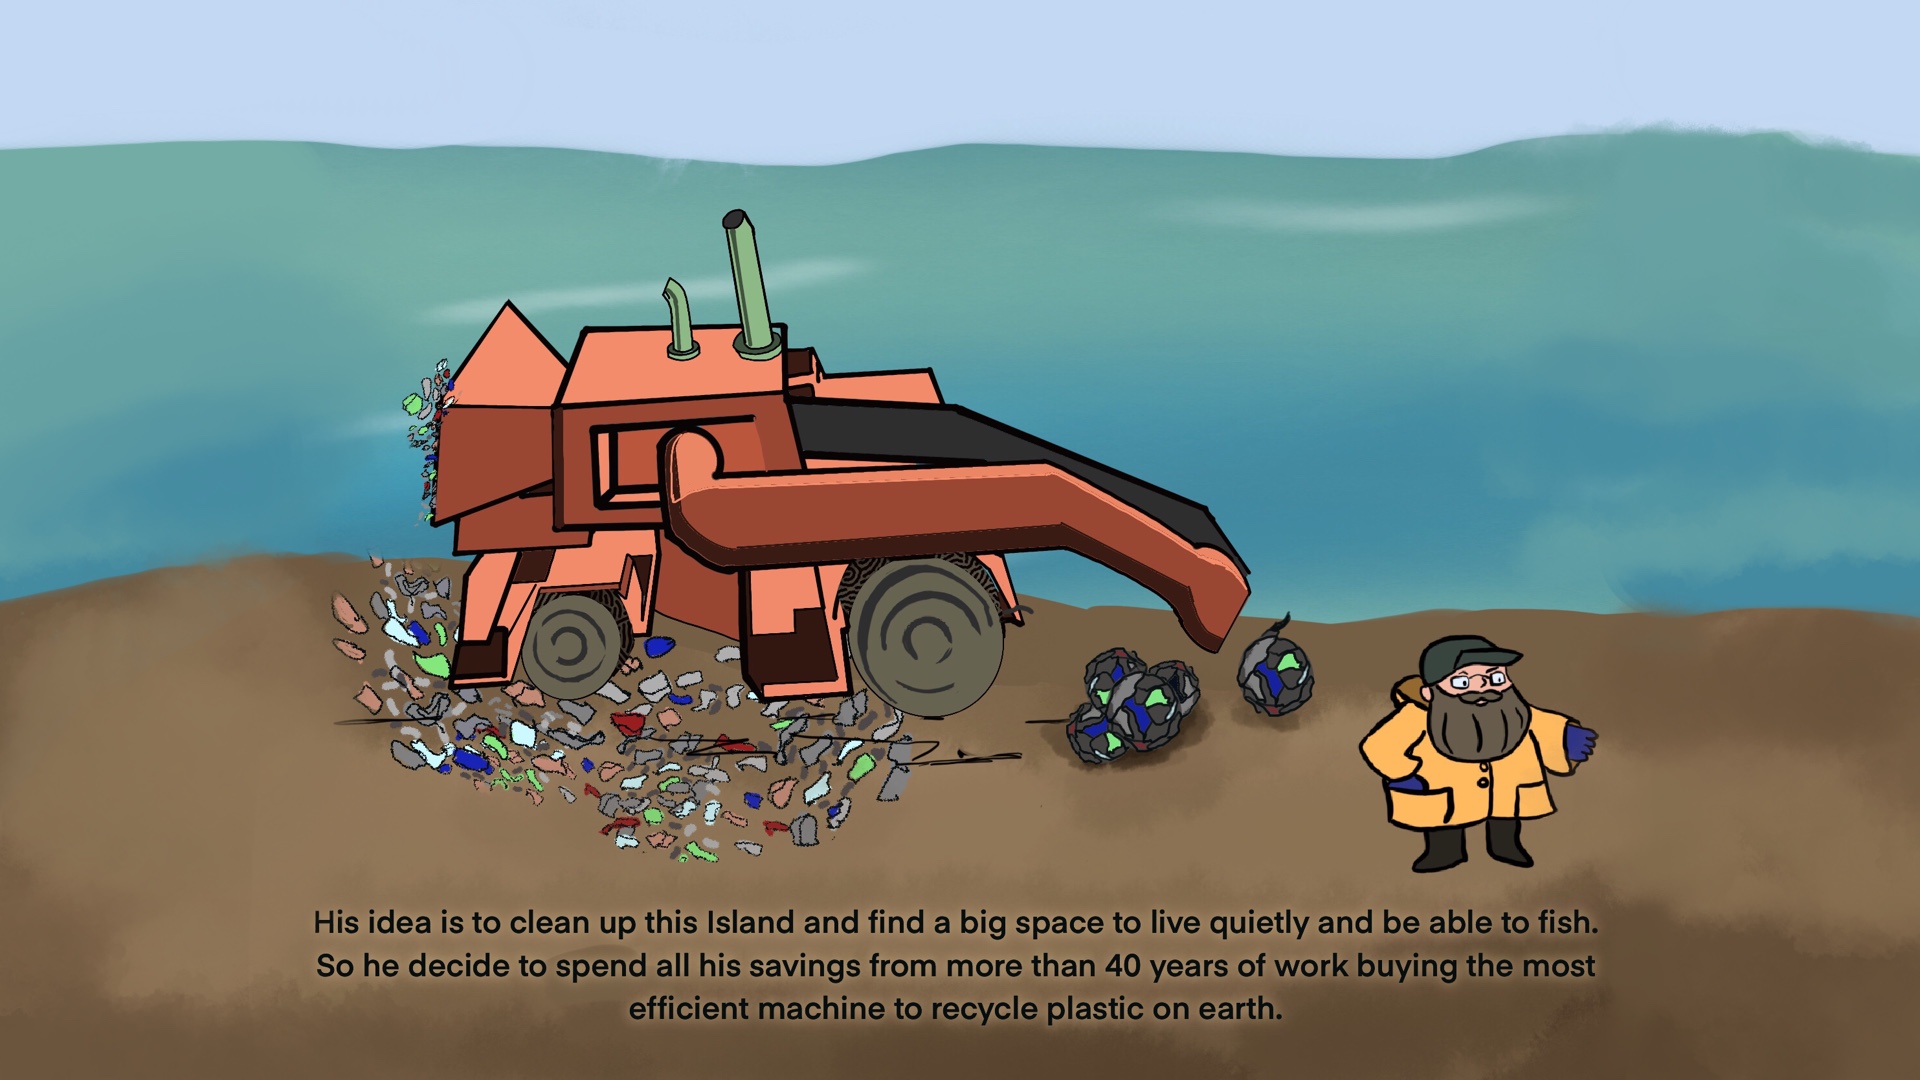 His idea is to clean up this Island and find a big space to live quietly and be able to fish.
So he decide to spend all his savings from more than 40 years of work buying the most
efficient machine to recycle plastic on earth.